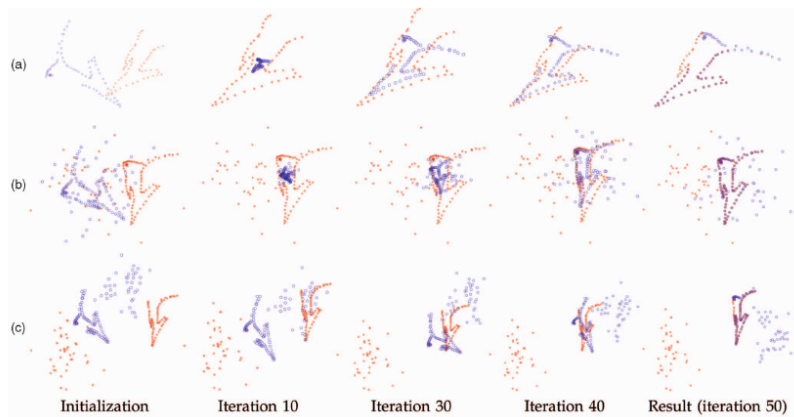 (a)
(b)
(c)
Initialization Iteration 10 Iteration 30 Iteration 40 Result (iteration 50)